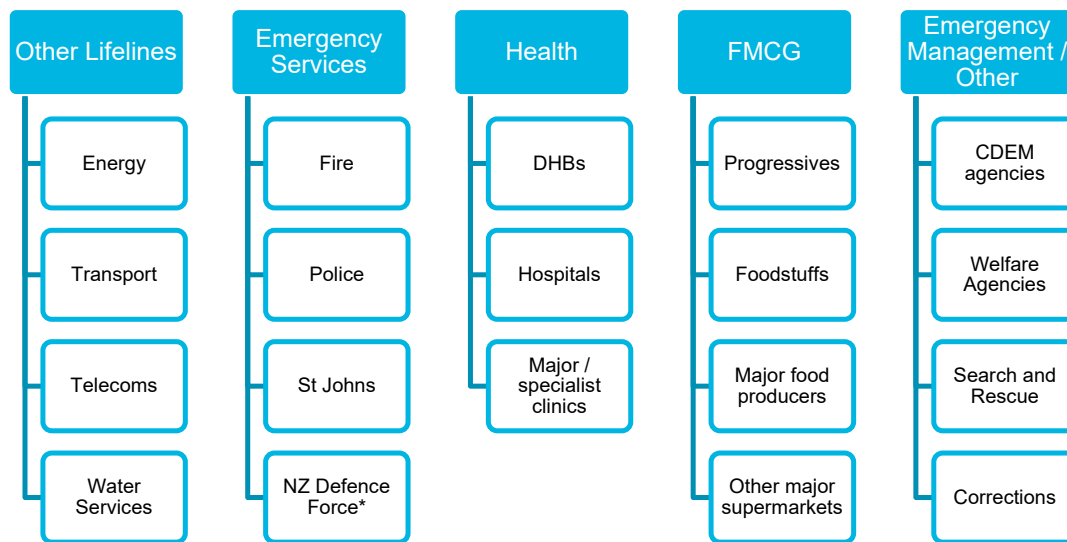 Other Lifelines
Energy
Transport
Telecoms
Water
Services
Emergency
Services
Fire
Police
St Johns
NZ Defence
Force*
Health
DHBs
Hospitals
Major /
specialist
clinics
FMCG
Progressives
Foodstuffs
Major food
producers
Other major
supermarkets
Emergency
Management /
Other
CDEM
agencies
Welfare
Agencies
Search and
Rescue
Corrections